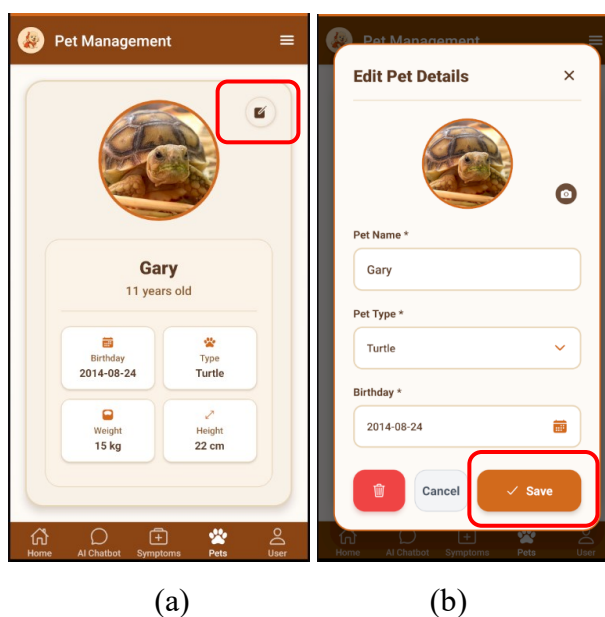 Pet Management
Gary
11 years old
Birthday
2014-08-24
Type
Turtle
Weight
15 kg
Height
22 cm
Home
AI Chatbot
Symptoms
Pets
User
(a)
Pet Management
Edit Pet Details
Pet Name *
Gary
Pet Type *
Turtle
Birthday *
2014-08-24
Cancel
Save
Home
AI Chatbot
Symptoms
Pets
User
(b)